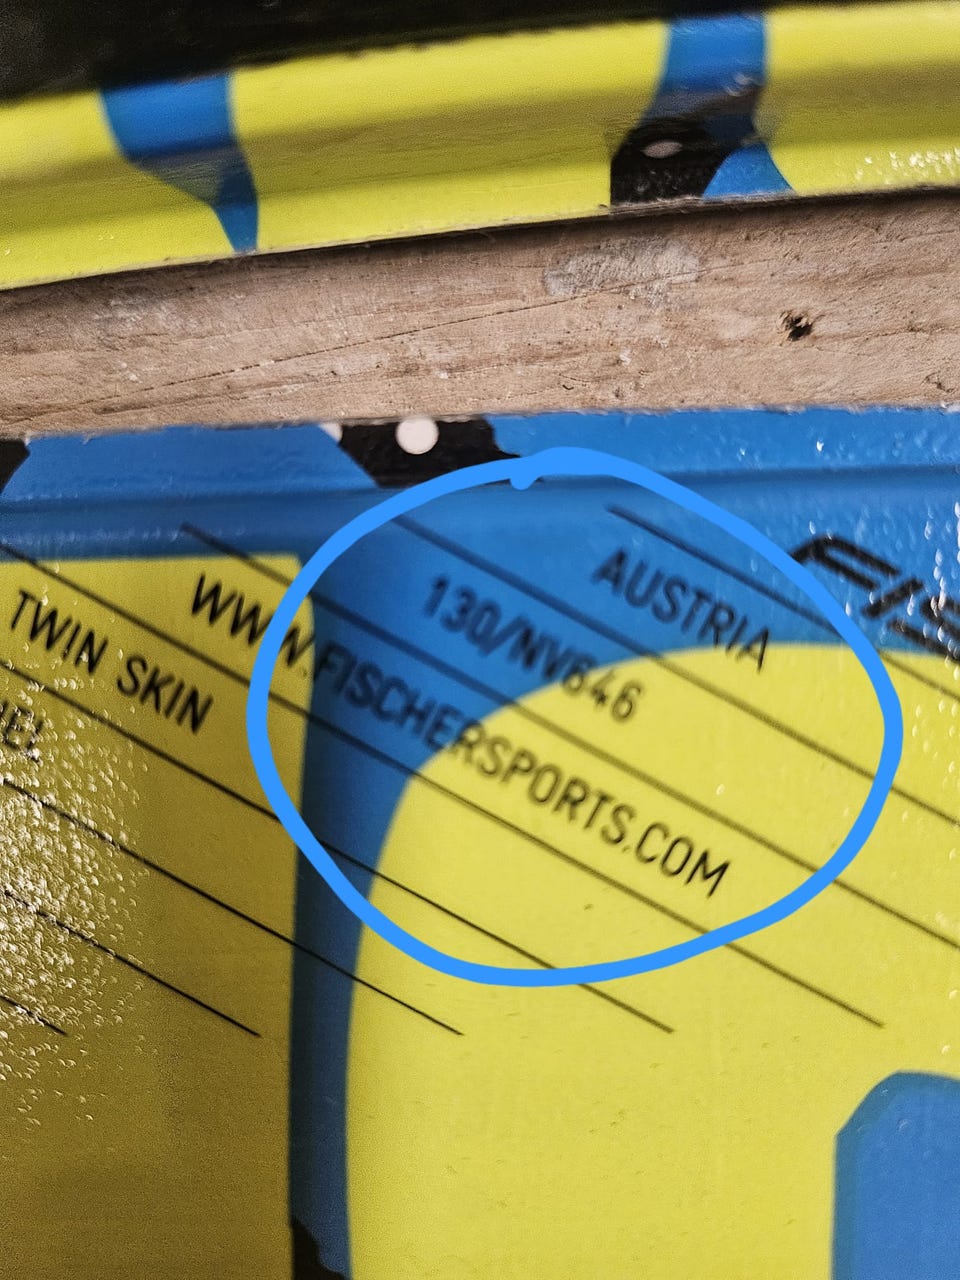 AUSTRIA
130/NV646
WWW.FISCHERSPORTS.COM
TWIN SKIN